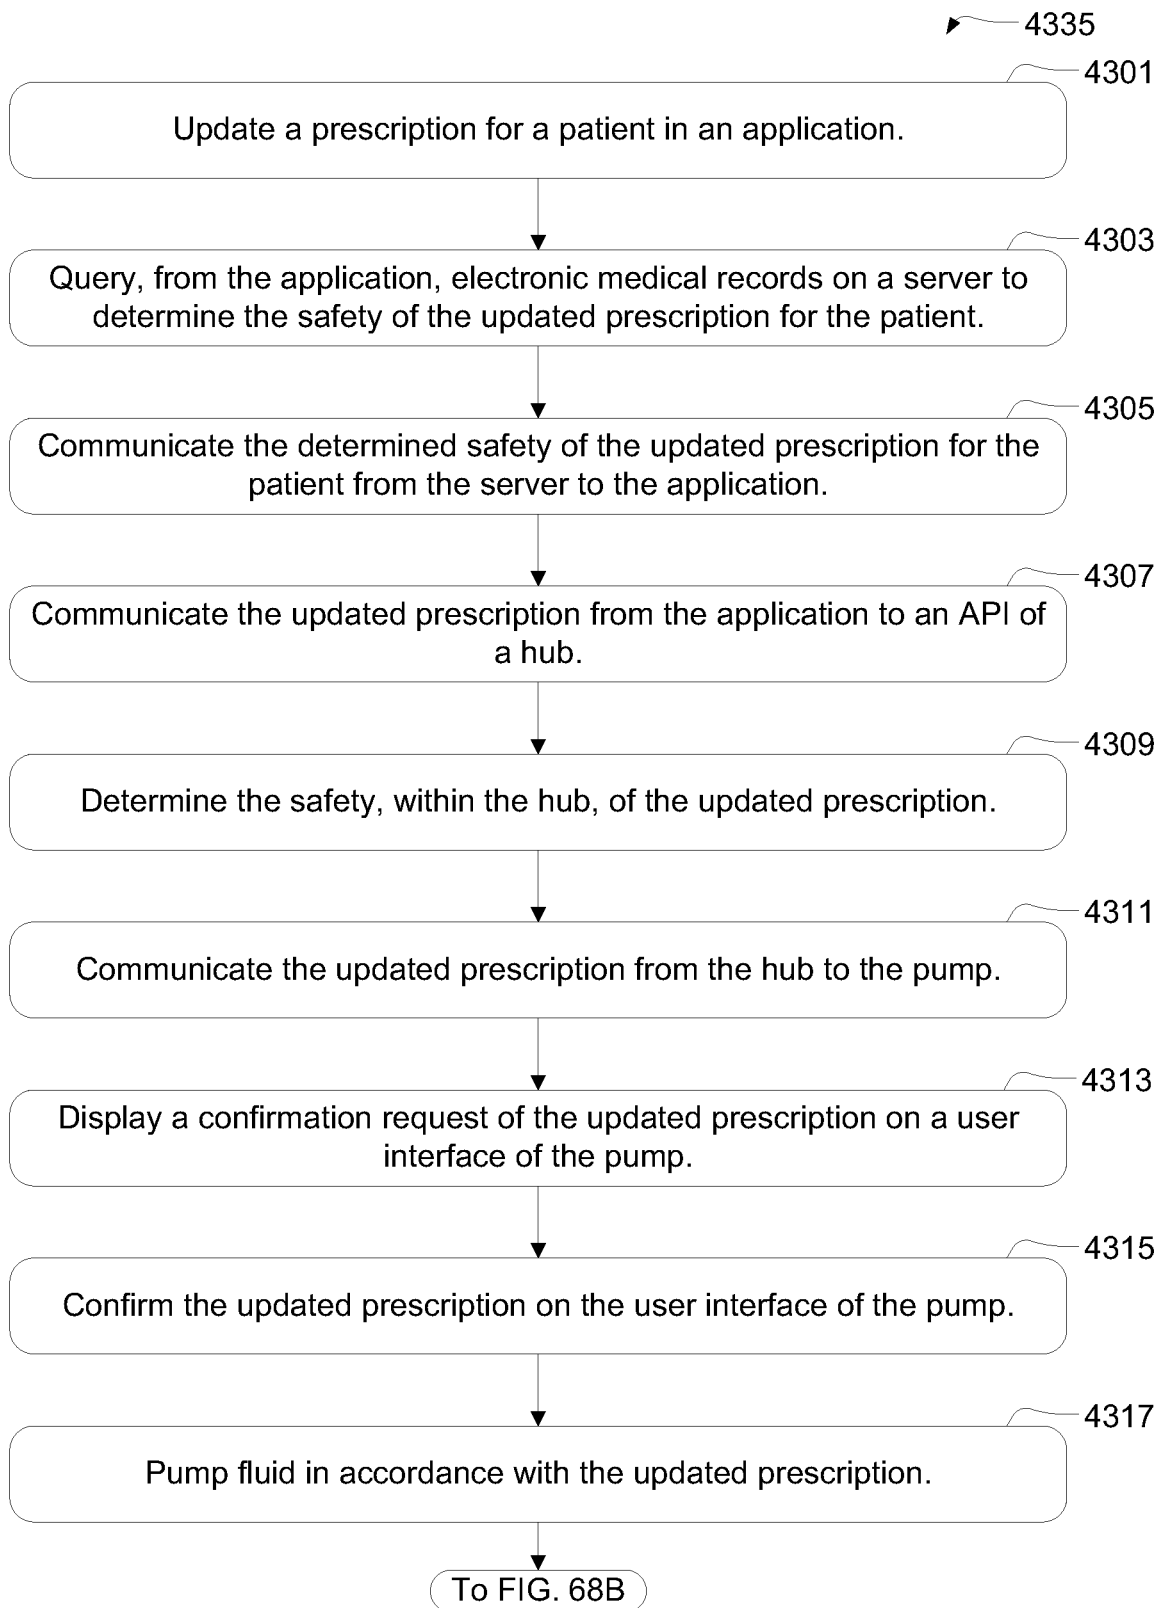 4335
4301
Update a prescription for a patient in an application.
4303
Query, from the application, electronic medical records on a server to
determine the safety of the updated prescription for the patient.
4305
Communicate the determined safety of the updated prescription for the
patient from the server to the application.
4307
Communicate the updated prescription from the application to an API of
a hub.
4309
Determine the safety, within the hub, of the updated prescription.
4311
Communicate the updated prescription from the hub to the pump.
4313
Display a confirmation request of the updated prescription on a user
interface of the pump.
4315
Confirm the updated prescription on the user interface of the pump.
4317
Pump fluid in accordance with the updated prescription.
To FIG. 68B